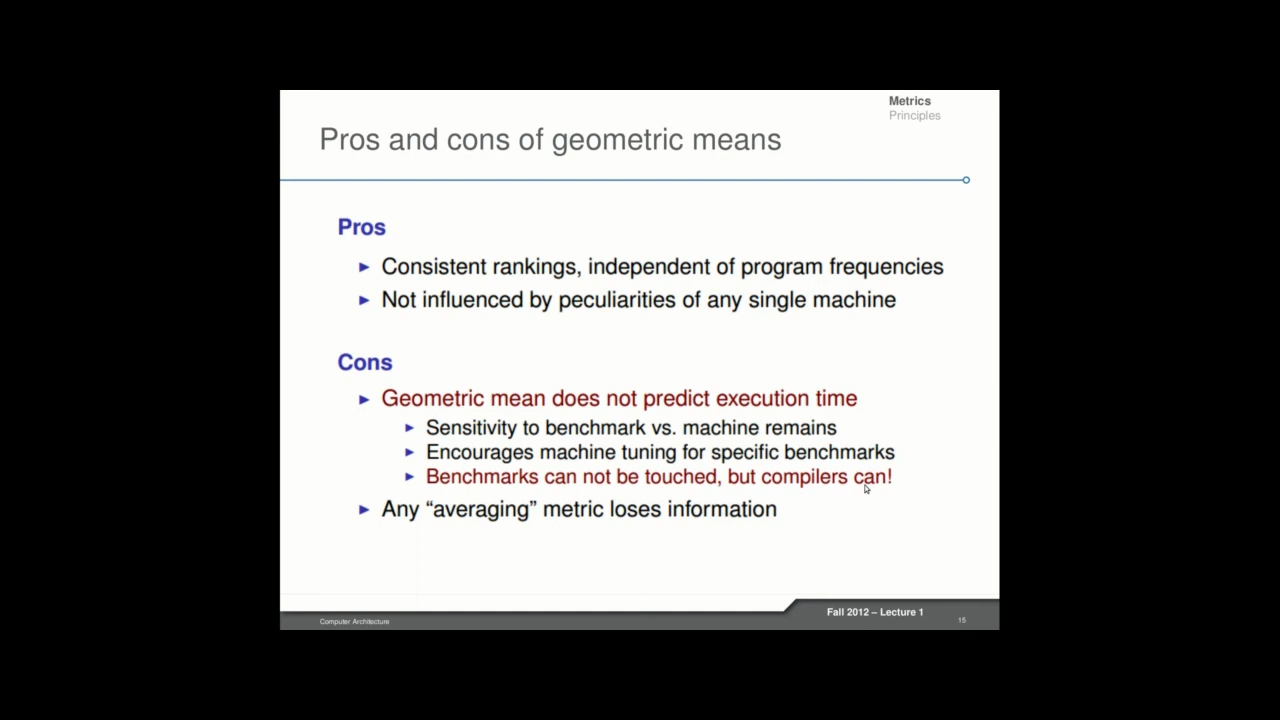 Metrics
Principles
Pros and cons of geometric means
Pros
Consistent rankings, independent of program frequencies
Not influenced by peculiarities of any single machine
Cons
Geometric mean does not predict execution time
Sensitivity to benchmark vs. machine remains
Encourages machine tuning for specific benchmarks
Benchmarks can not be touched, but compilers can!
Any “averaging” metric loses information
Fall 2012 – Lecture 1
Computer Architecture
15